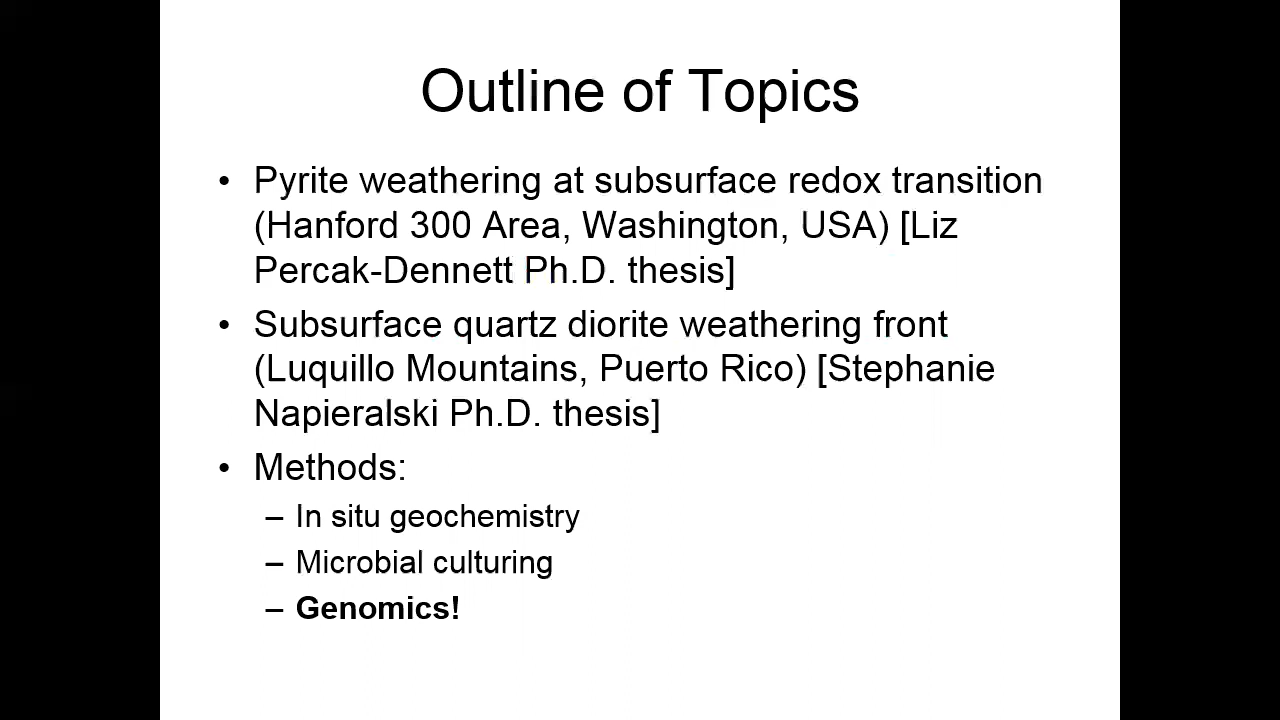 Outline of Topics
• Pyrite weathering at subsurface redox transition
(Hanford 300 Area, Washington, USA) [Liz
Percak-Dennett Ph.D. thesis]
• Subsurface quartz diorite weathering front
(Luquillo Mountains, Puerto Rico) [Stephanie
Napieralski Ph.D. thesis]
• Methods:
– In situ geochemistry
– Microbial culturing
– Genomics!